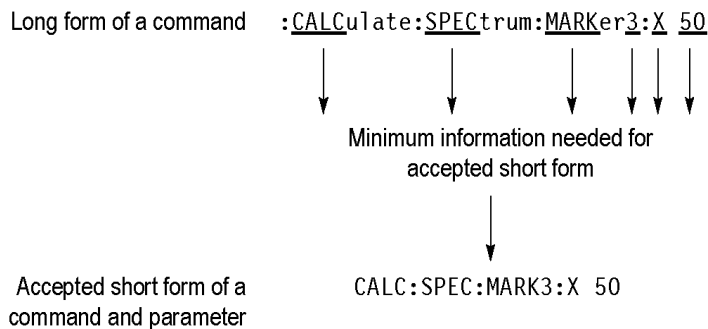 Long form of a command :CALCulate:SPECtrum:MARKer3:X 50
Minimum information needed for
accepted short form
Accepted short form of a
command and parameter
CALC:SPEC:MARK3:X 50